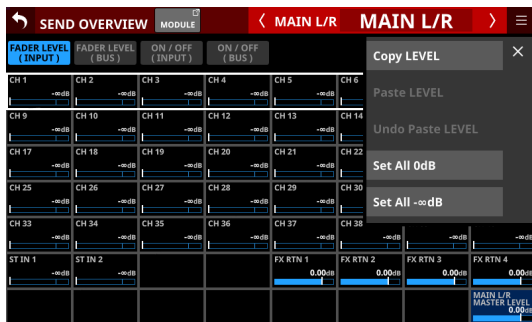 SEND OVERVIEW MODULE MAIN L/R MAIN L/R
FADER LEVEL (INPUT) FADER LEVEL (BUS) ON / OFF (INPUT) ON / OFF (BUS)
Copy LEVEL
Paste LEVEL
Undo Paste LEVEL
Set All 0dB
Set All -∞dB
CH 1 CH 2 CH 3 CH 4 CH 5 CH 6
-∞dB -∞dB -∞dB -∞dB -∞dB
CH 9 CH 10 CH 11 CH 12 CH 13 CH 14
-∞dB -∞dB -∞dB -∞dB -∞dB
CH 17 CH 18 CH 19 CH 20 CH 21 CH 22
-∞dB -∞dB -∞dB -∞dB -∞dB
CH 25 CH 26 CH 27 CH 28 CH 29 CH 30
-∞dB -∞dB -∞dB -∞dB -∞dB
CH 33 CH 34 CH 35 CH 36 CH 37 CH 38
-∞dB -∞dB -∞dB -∞dB -∞dB -∞dB -∞dB -∞dB
ST IN 1 ST IN 2 FX RTN 1 FX RTN 2 FX RTN 3 FX RTN 4
-∞dB -∞dB 0.00dB 0.00dB 0.00dB 0.00dB
MAIN L/R
MASTER LEVEL
0.00dB